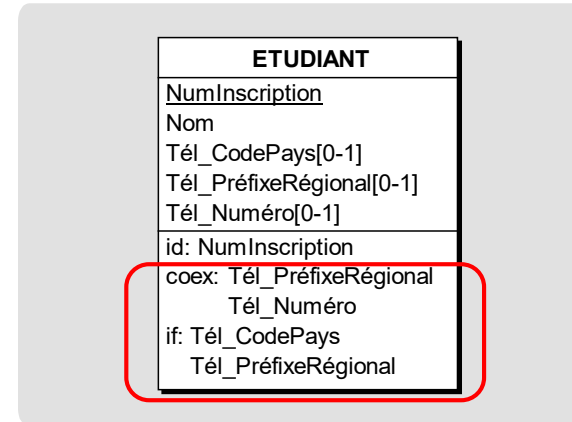 ETUDIANT
NumInscription
Nom
Tél_CodePays[0-1]
Tél_PréfixeRégional[0-1]
Tél_Numéro[0-1]
id: NumInscription
coex: Tél_PréfixeRégional
Tél_Numéro
if: Tél_CodePays
Tél_PréfixeRégional